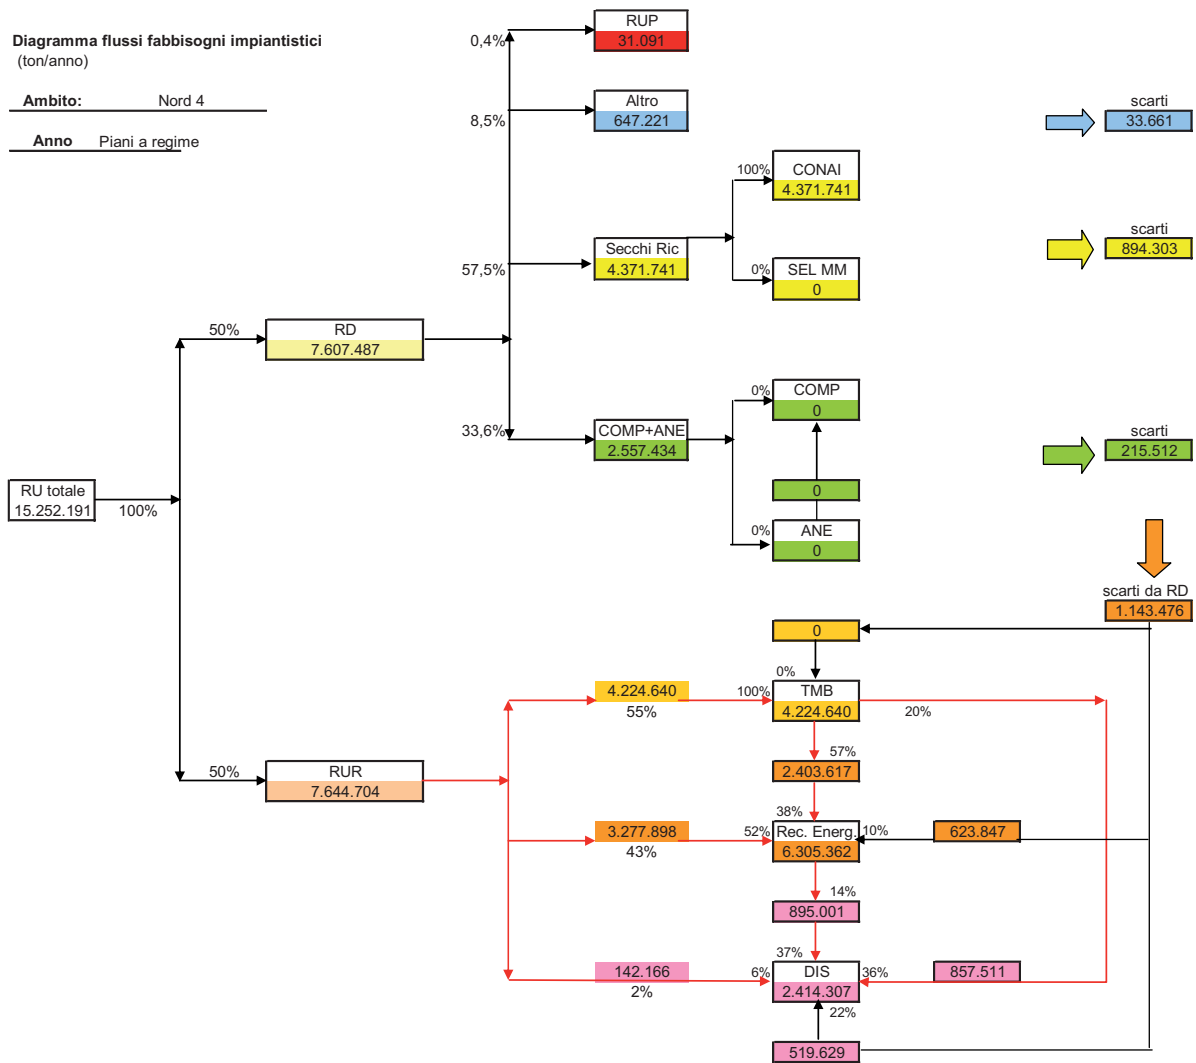 Diagramma flussi fabbisogni impiantistici
(ton/anno)
Ambito: Nord 4
Anno Piani a regime
0,4%
RUP
31.091
8,5%
Altro
647.221
scarti
33.661
100%
CONAI
4.371.741
57,5%
Secchi Ric
4.371.741
0%
SEL MM
0
scarti
894.303
50%
RD
7.607.487
0%
COMP
0
33,6%
COMP+ANE
2.557.434
scarti
215.512
0
0%
ANE
0
RU totale
15.252.191
100%
scarti da RD
1.143.476
0
0%
4.224.640
55%
100%
TMB
4.224.640
20%
57%
2.403.617
50%
RUR
7.644.704
38%
3.277.898
43%
52%
Rec. Energ.
6.305.362
10%
623.847
14%
895.001
37%
142.166
2%
6%
DIS
2.414.307
36%
857.511
22%
519.629